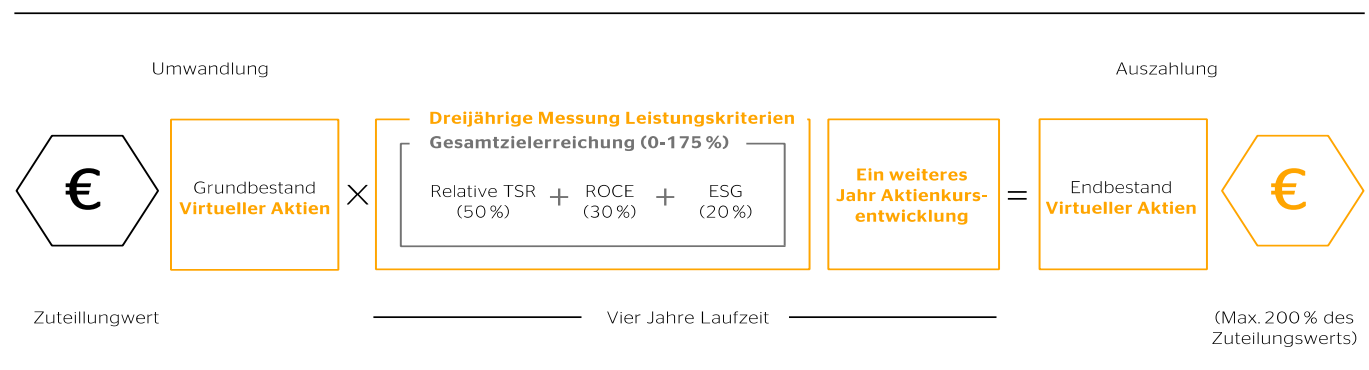 Umwandlung
Auszahlung
€
Grundbestand
Virtueller Aktien
×
Dreijährige Messung Leistungskriterien
Gesamtzielerreichung (0-175 %)
Relative TSR
(50 %)
+
ROCE
(30 %)
+
ESG
(20 %)
Ein weiteres
Jahr Aktienkurs-
entwicklung
=
Endbestand
Virtueller Aktien
€
Zuteillungwert
Vier Jahre Laufzeit
(Max. 200 % des
Zuteilungswerts)